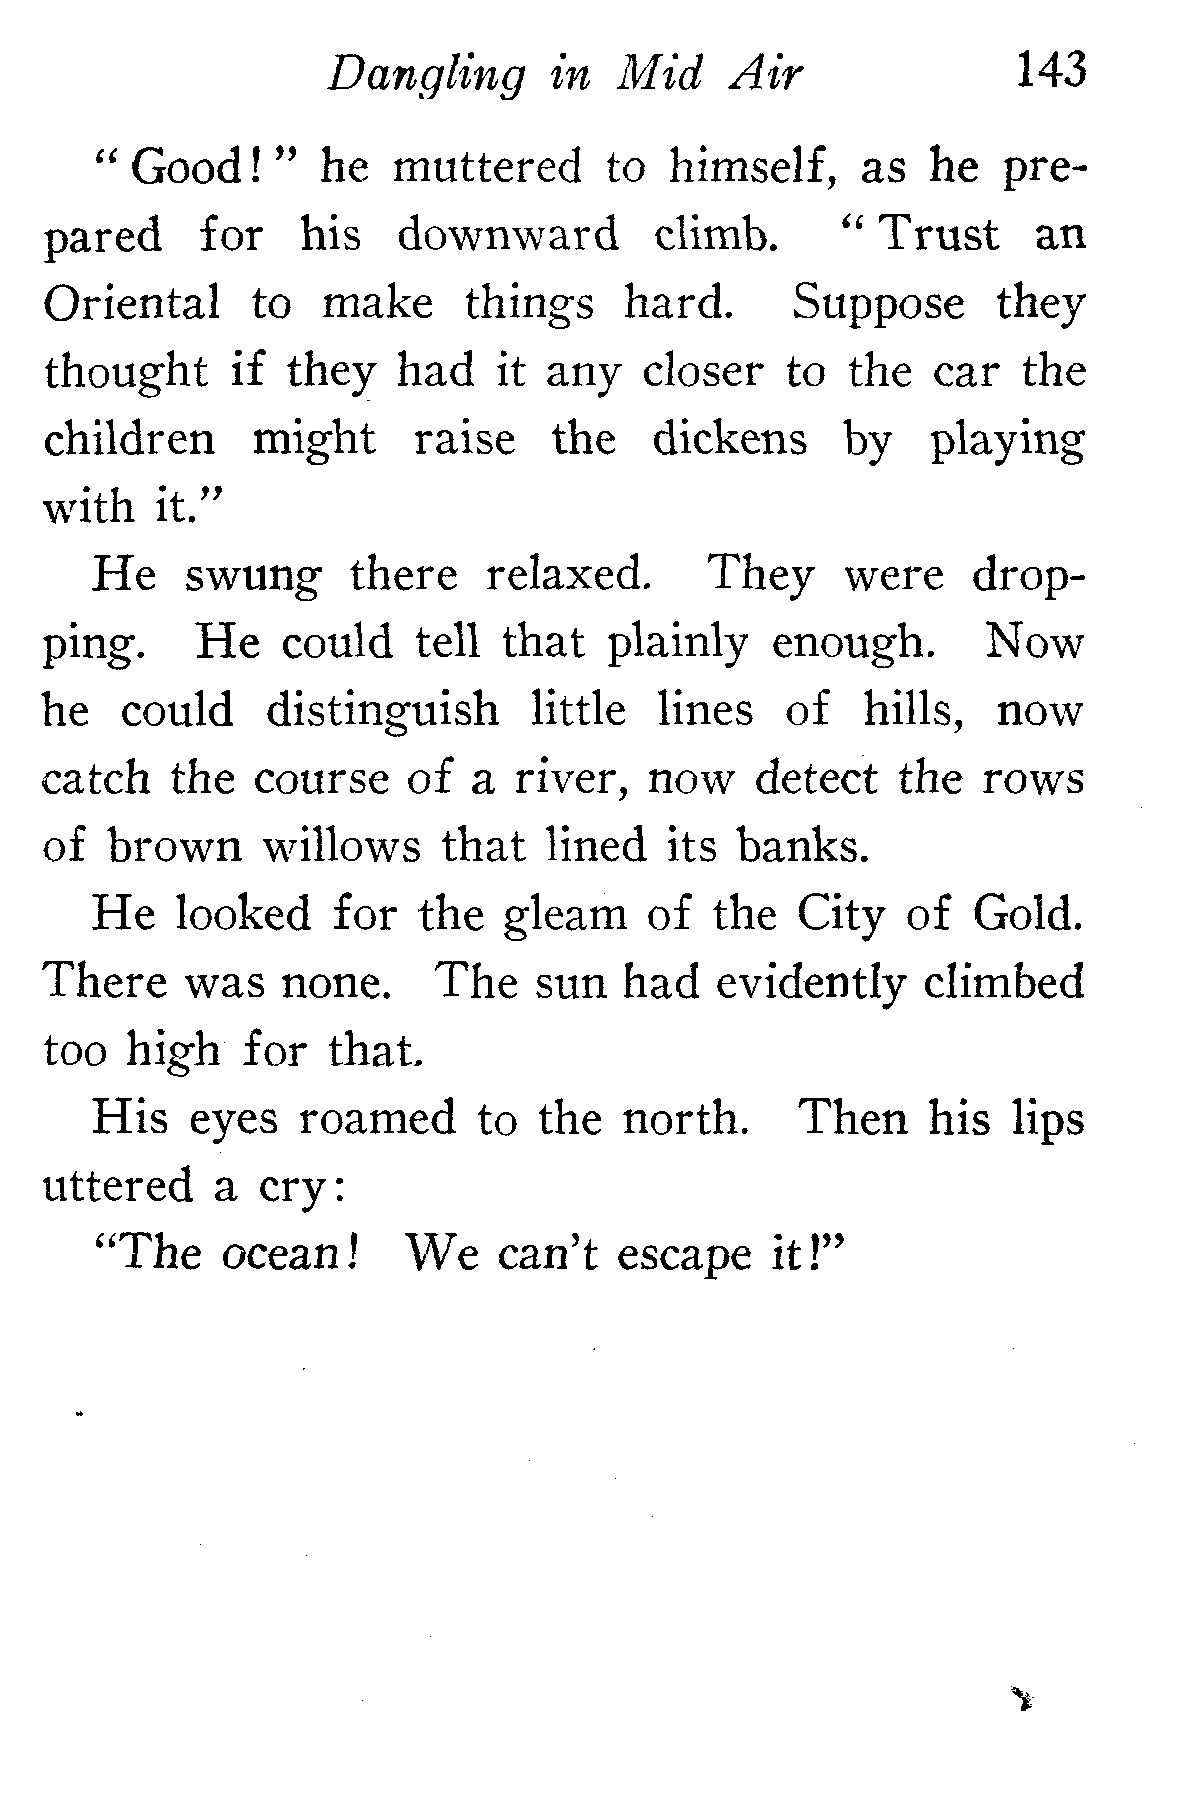 Dangling in Mid Air 143
“ Good! ” he muttered to himself, as he pre-
pared for his downward climb. “ Trust an
Oriental to make things hard. Suppose they
thought if they had it any closer to the car the
children might raise the dickens by playing
with it.”
He swung there relaxed. They were drop-
ping. He could tell that plainly enough. Now
he could distinguish little lines of hills, now
catch the course of a river, now detect the rows
of brown willows that lined its banks.
He looked for the gleam of the City of Gold.
There was none. The sun had evidently climbed
too high for that.
His eyes roamed to the north. Then his lips
uttered a cry:
“The ocean! We can’t escape it!”